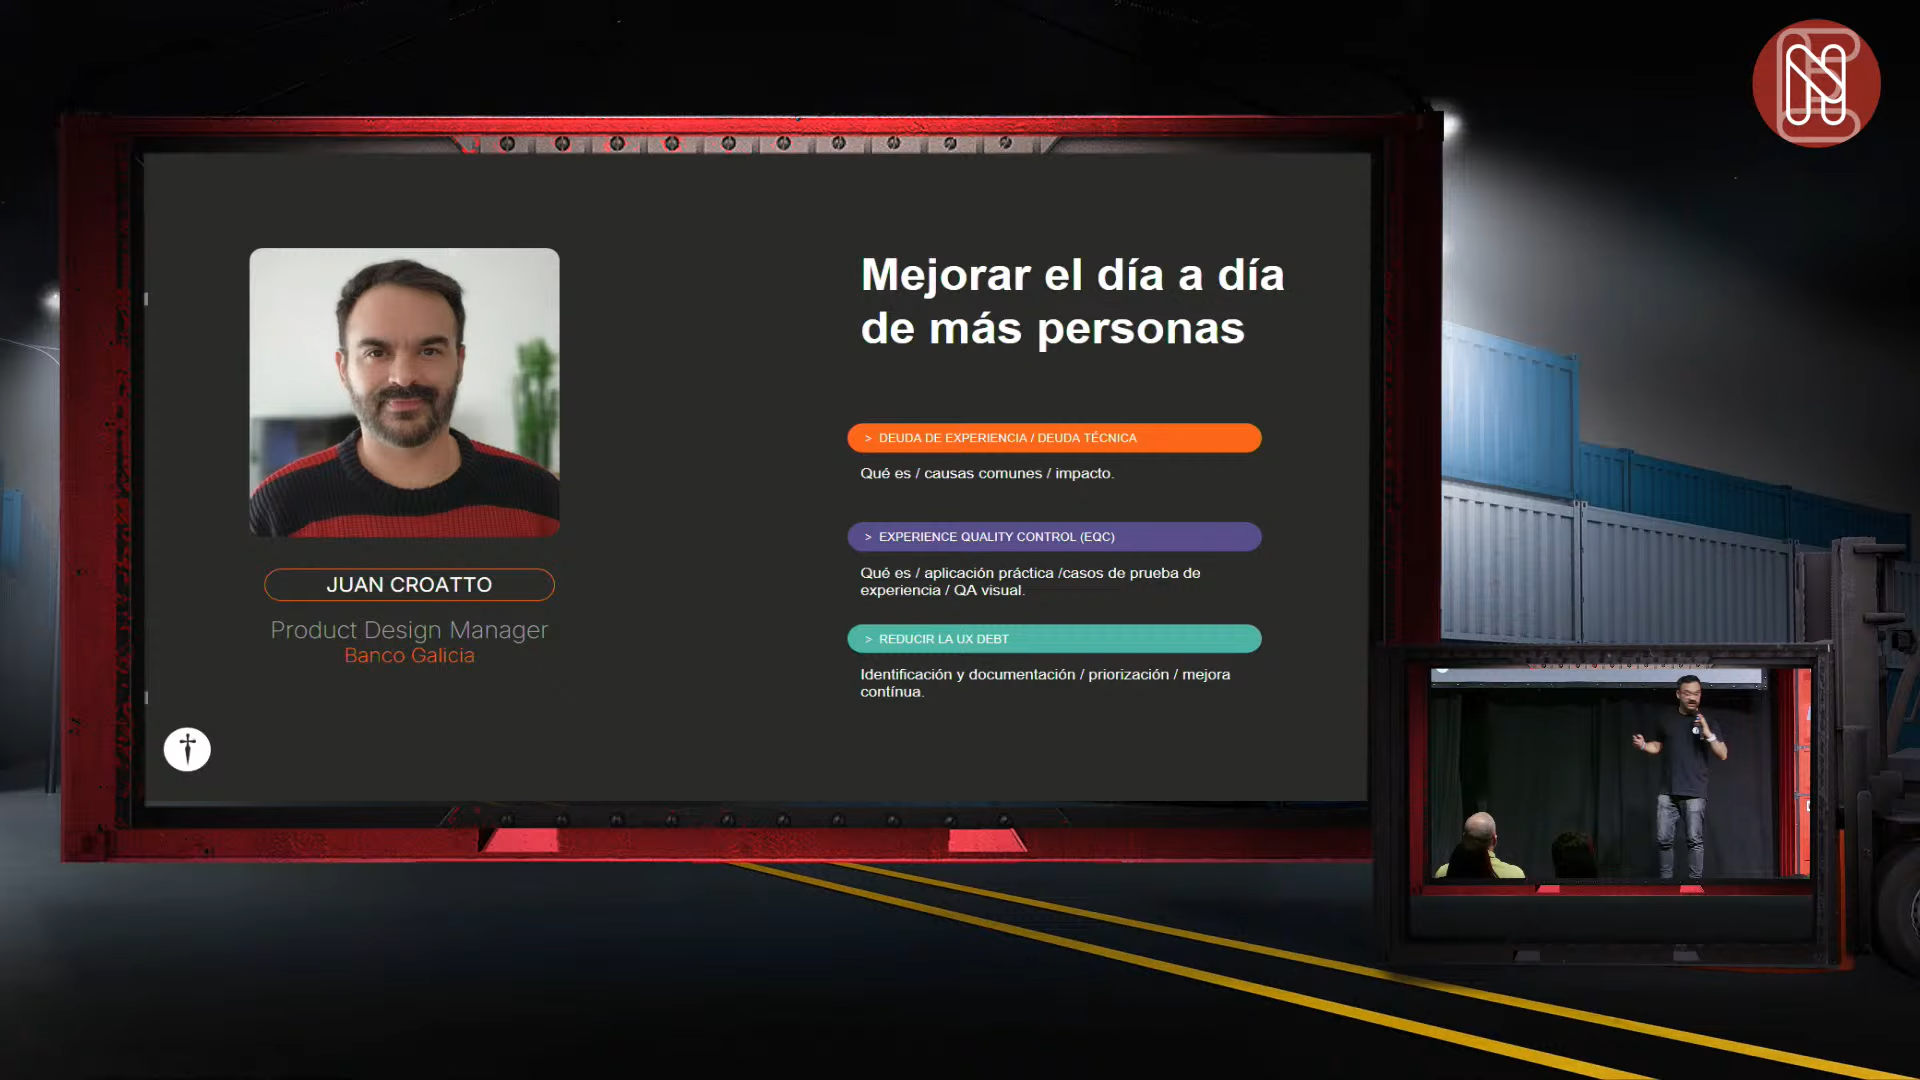 JUAN CROATTO
Product Design Manager
Banco Galicia
Mejorar el día a día
de más personas
> DEUDA DE EXPERIENCIA / DEUDA TÉCNICA
Qué es / causas comunes / impacto.
> EXPERIENCE QUALITY CONTROL (EQC)
Qué es / aplicación práctica /casos de prueba de
experiencia / QA visual.
> REDUCIR LA UX DEBT
Identificación y documentación / priorización / mejora
contínua.